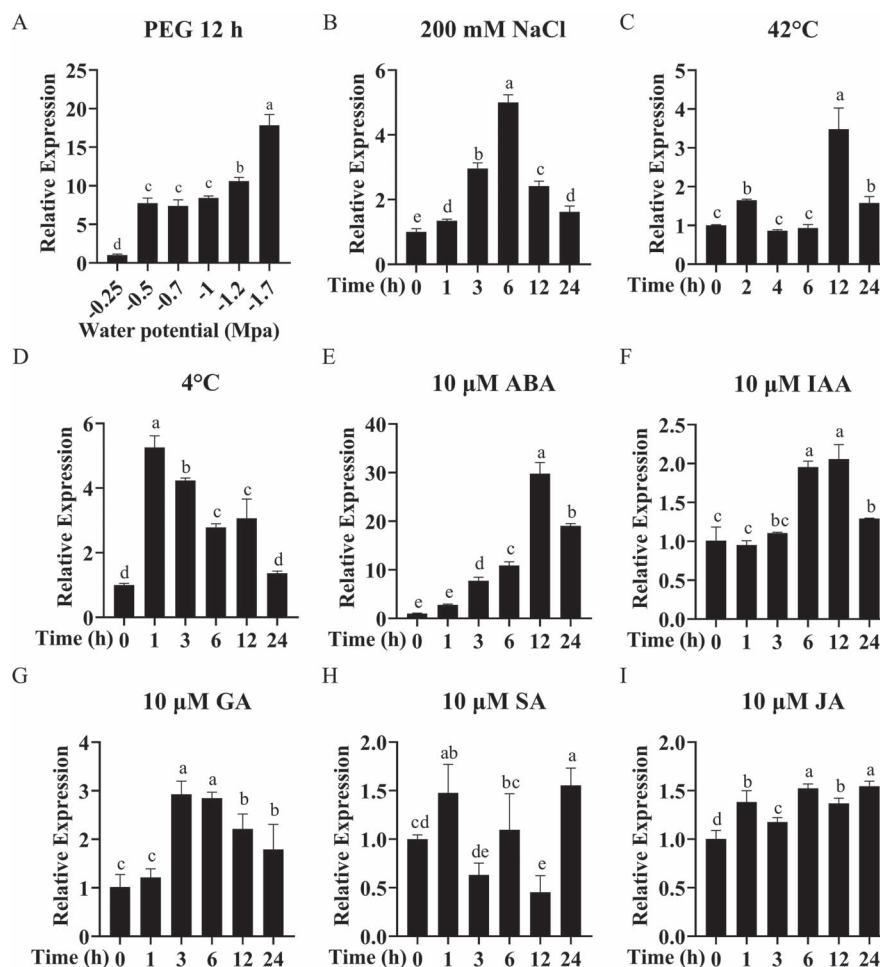 A
PEG 12 h
Relative Expression
25
20
15
10
5
0
d
c
c
c
b
a
-0.25
-0.5
-0.7
-1
-1.2
-1.7
Water potential (Mpa)
B
200 mM NaCl
Relative Expression
6
4
2
0
e
d
b
a
c
d
Time (h) 0 1 3 6 12 24
C
42°C
Relative Expression
5
4
3
2
1
0
c
b
c
c
a
b
Time (h) 0 2 4 6 12 24
D
4°C
Relative Expression
6
4
2
0
d
a
b
c
c
d
Time (h) 0 1 3 6 12 24
E
10 μM ABA
Relative Expression
40
30
20
10
0
e
e
d
c
a
b
Time (h) 0 1 3 6 12 24
F
10 μM IAA
Relative Expression
2.5
2.0
1.5
1.0
0.5
0.0
c
c
bc
a
a
b
Time (h) 0 1 3 6 12 24
G
10 μM GA
Relative Expression
4
3
2
1
0
c
c
a
a
b
b
Time (h) 0 1 3 6 12 24
H
10 μM SA
Relative Expression
2.0
1.5
1.0
0.5
0.0
cd
ab
de
bc
e
a
Time (h) 0 1 3 6 12 24
I
10 μM JA
Relative Expression
2.0
1.5
1.0
0.5
0.0
d
b
c
a
b
a
Time (h) 0 1 3 6 12 24